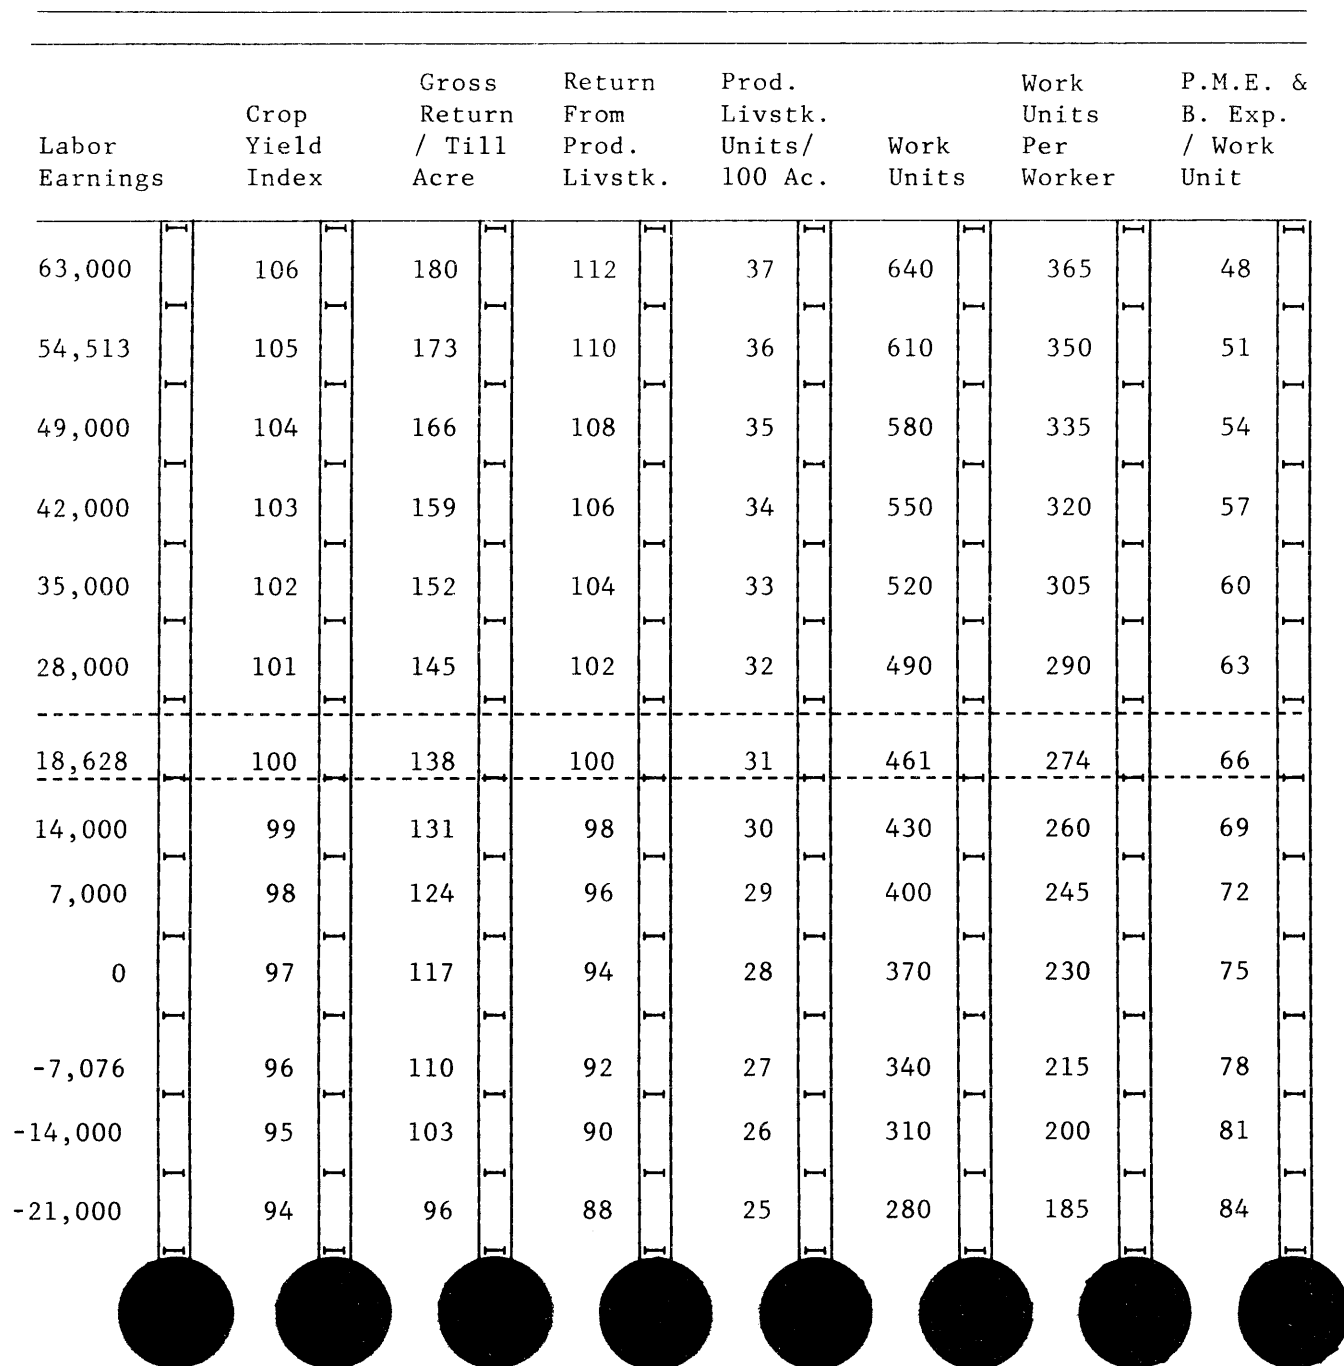 Gross Return Prod. Work P.M.E. &
Crop Return From Livstk. Units B. Exp.
Labor Yield / Till Prod. Units/ Work Per / Work
Earnings Index Acre Livstk. 100 Ac. Units Worker Unit
63,000 106 180 112 37 640 365 48
54,513 105 173 110 36 610 350 51
49,000 104 166 108 35 580 335 54
42,000 103 159 106 34 550 320 57
35,000 102 152 104 33 520 305 60
28,000 101 145 102 32 490 290 63
18,628 100 138 100 31 461 274 66
14,000 99 131 98 30 430 260 69
7,000 98 124 96 29 400 245 72
0 97 117 94 28 370 230 75
-7,076 96 110 92 27 340 215 78
-14,000 95 103 90 26 310 200 81
-21,000 94 96 88 25 280 185 84